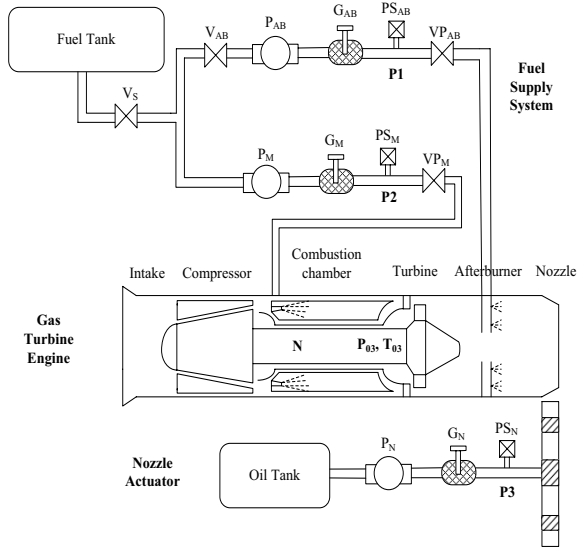 Fuel Tank
V_AB
P_AB
G_AB
PS_AB
VP_AB
P1
Fuel
Supply
System
V_S
P_M
G_M
PS_M
VP_M
P2
Intake
Compressor
Combustion
chamber
Turbine
Afterburner
Nozzle
Gas
Turbine
Engine
N
P_03, T_03
Nozzle
Actuator
Oil Tank
P_N
G_N
PS_N
P3